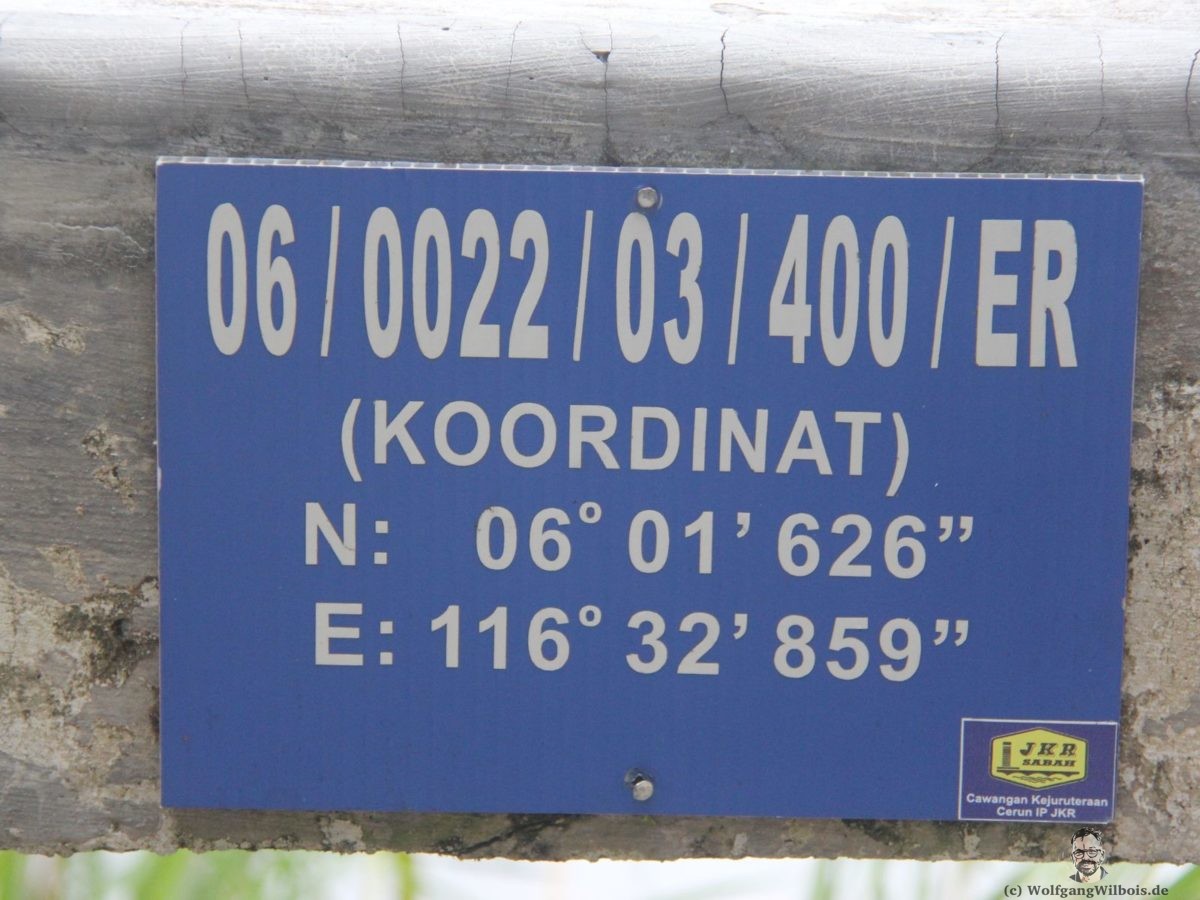 06/0022/03/400/ER
(KOORDINAT)
N: 06° 01’ 626”
E: 116° 32’ 859”
JKR
SABAH
Cawangan Kejuruteraan
Cerun IP JKR
(c) WolfgangWilbois.de